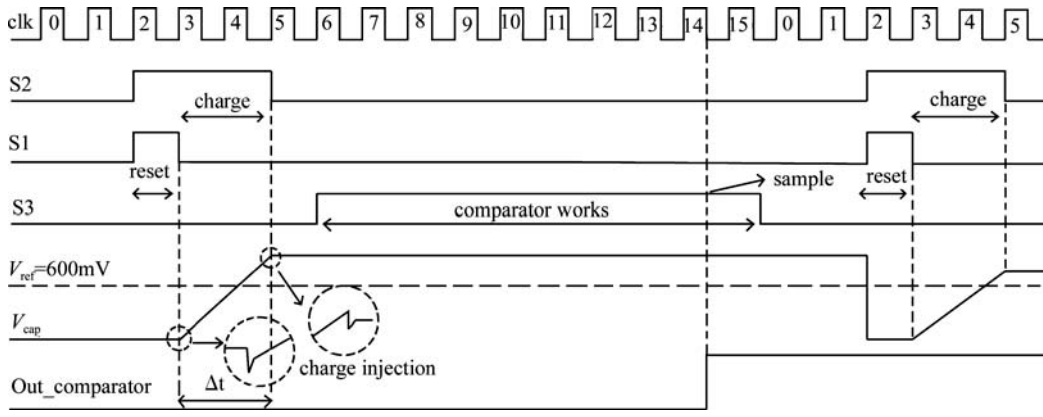 clk 0 1 2 3 4 5 6 7 8 9 10 11 12 13 14 15 0 1 2 3 4 5
S2
charge
charge
S1
reset
reset
sample
S3
comparator works
Vref=600mV
Vcap
charge injection
Δt
Out_comparator